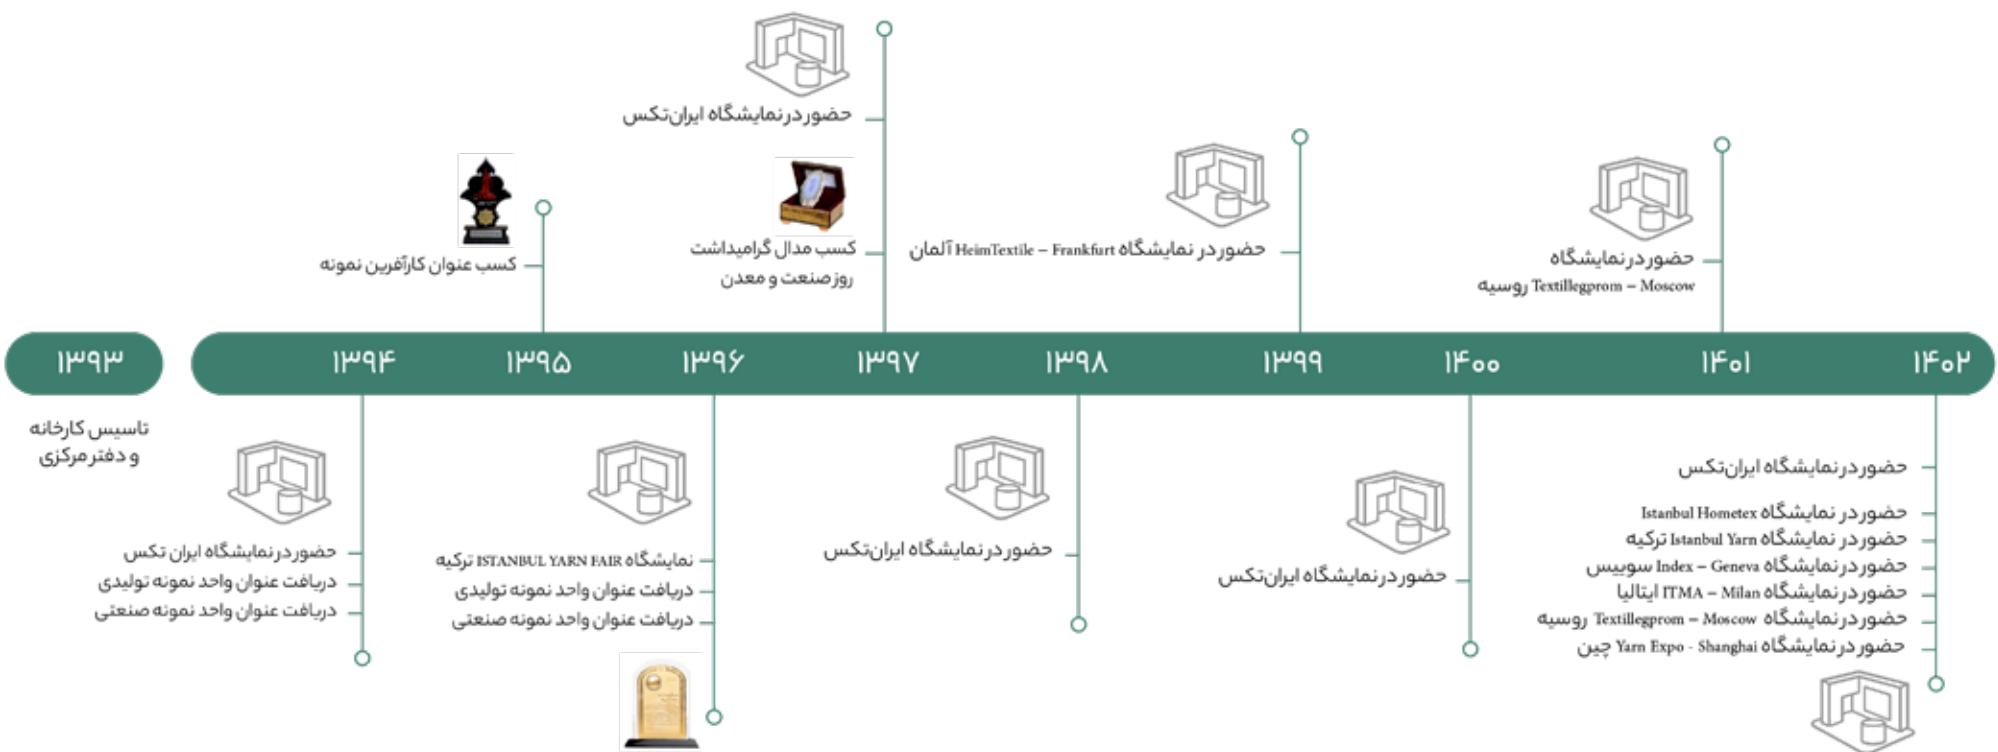 حضور در نمایشگاه ایران‌تکس
کسب عنوان کارآفرین نمونه
کسب مدال گرامیداشت
روز صنعت و معدن
حضور در نمایشگاه HeimTextile – Frankfurt آلمان
حضور در نمایشگاه
Textillegprom – Moscow روسیه
۱۳۹۳
۱۳۹۴
۱۳۹۵
۱۳۹۶
۱۳۹۷
۱۳۹۸
۱۳۹۹
۱۴۰۰
۱۴۰۱
۱۴۰۲
تاسیس کارخانه
و دفتر مرکزی
حضور در نمایشگاه ایران تکس
دریافت عنوان واحد نمونه تولیدی
دریافت عنوان واحد نمونه صنعتی
نمایشگاه ISTANBUL YARN FAIR ترکیه
دریافت عنوان واحد نمونه تولیدی
دریافت عنوان واحد نمونه صنعتی
حضور در نمایشگاه ایران‌تکس
حضور در نمایشگاه ایران‌تکس
حضور در نمایشگاه ایران‌تکس
حضور در نمایشگاه Istanbul Hometex
حضور در نمایشگاه Istanbul Yarn ترکیه
حضور در نمایشگاه Index – Geneva سوییس
حضور در نمایشگاه ITMA – Milan ایتالیا
حضور در نمایشگاه Textillegprom – Moscow روسیه
حضور در نمایشگاه Yarn Expo - Shanghai چین